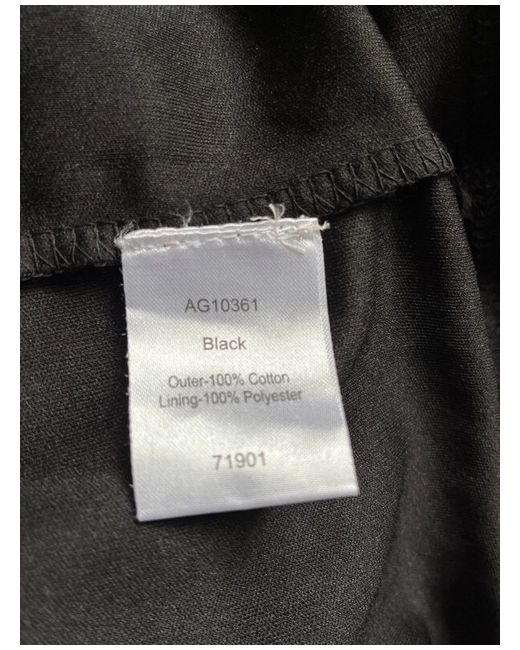 AG10361
Black
Outer-100% Cotton
Lining-100% Polyester
71901